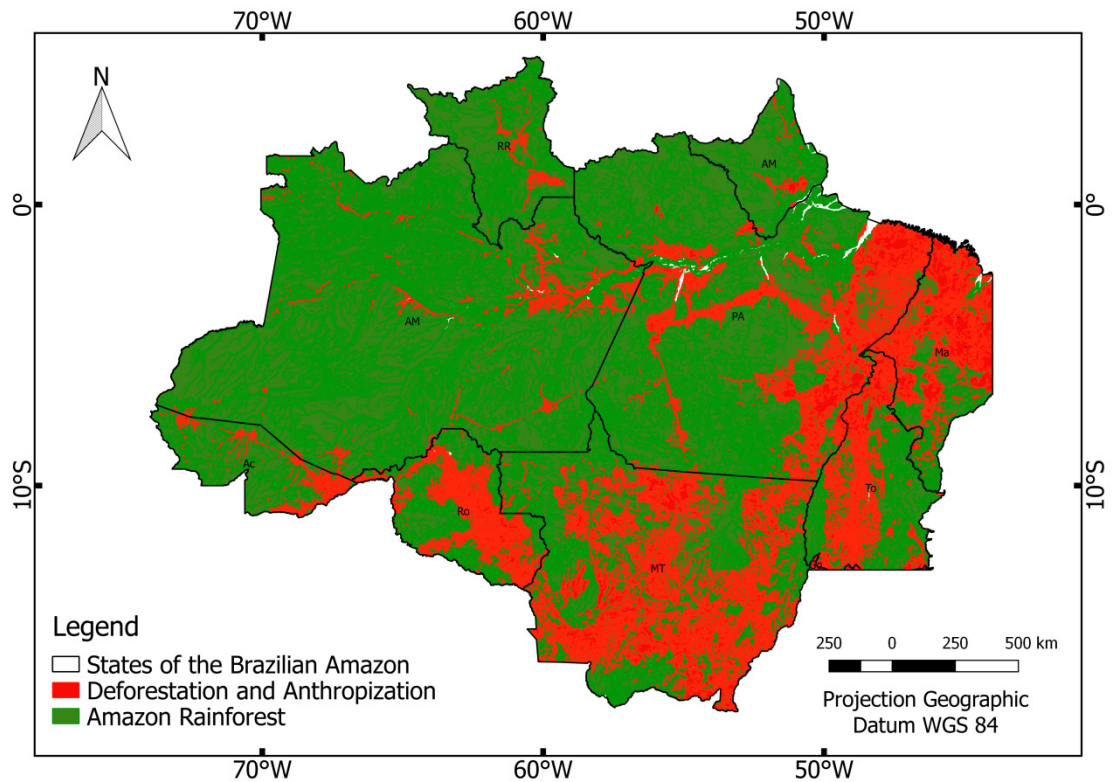 70°W 60°W 50°W
N
RR
AM
0° 0°
AM
PA
Ma
Ac
10°S 10°S
To
Ro
MT
Legend
States of the Brazilian Amazon
Deforestation and Anthropization
Amazon Rainforest
250 0 250 500 km
Projection Geographic
Datum WGS 84
70°W 60°W 50°W